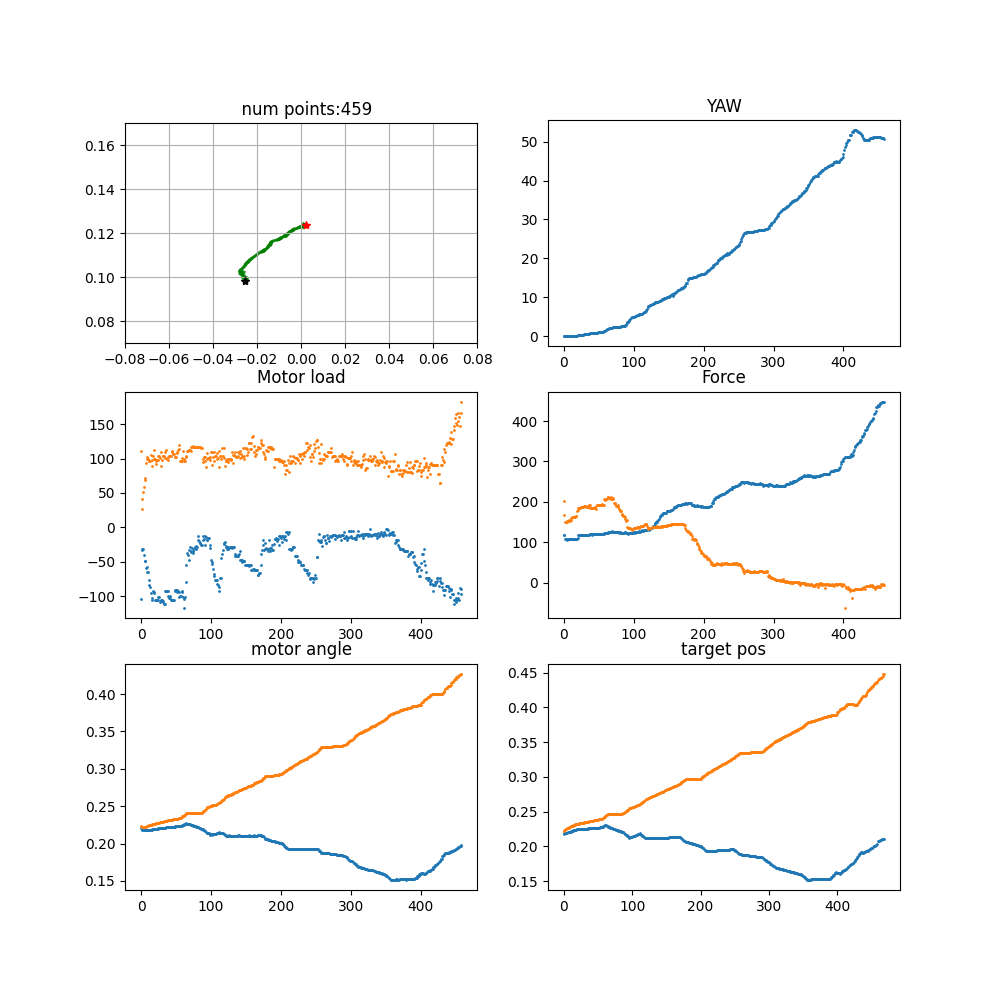 num points:459
YAW
0.16
0.14
0.12
0.10
0.08
−0.08 −0.06 −0.04 −0.02 0.00 0.02 0.04 0.06 0.08
50
40
30
20
10
0
0 100 200 300 400
Motor load
Force
150
100
50
0
−50
−100
0 100 200 300 400
400
300
200
100
0
0 100 200 300 400
motor angle
target pos
0.40
0.35
0.30
0.25
0.20
0.15
0 100 200 300 400
0.45
0.40
0.35
0.30
0.25
0.20
0.15
0 100 200 300 400